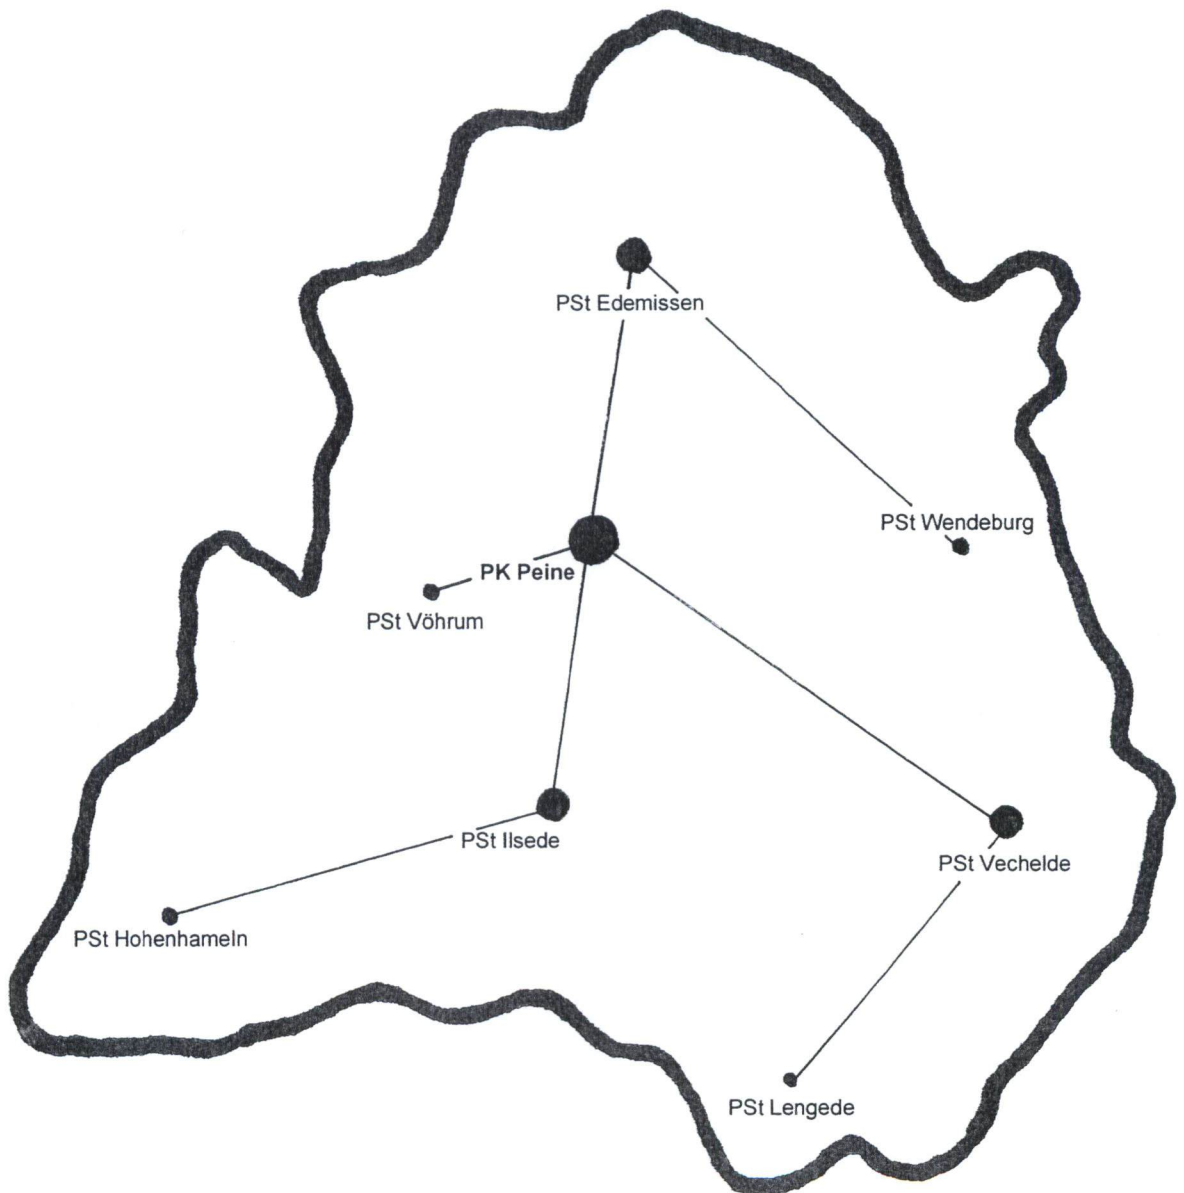 PSt Edemissen
PSt Wendeburg
PK Peine
PSt Vöhrum
PSt Ilsede
PSt Vechelde
PSt Hohenhameln
PSt Lengede